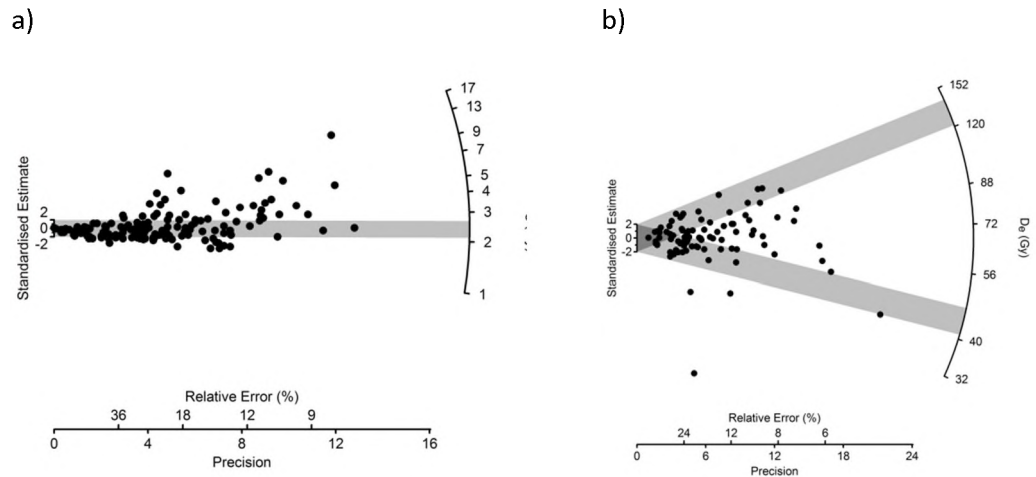 a)
17
13
9
7
5
4
3
2
1
Standardised Estimate
2
0
-2
Relative Error (%)
36 18 12 9
0 4 8 12 16
Precision
b)
152
120
88
72
56
40
32
Dₑ (Gy)
Standardised Estimate
2
0
-2
Relative Error (%)
24 12 8 6
0 6 12 18 24
Precision